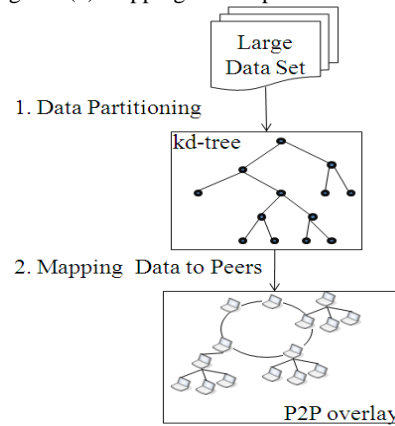 Large
Data Set
1. Data Partitioning
kd-tree
2. Mapping Data to Peers
P2P overlay